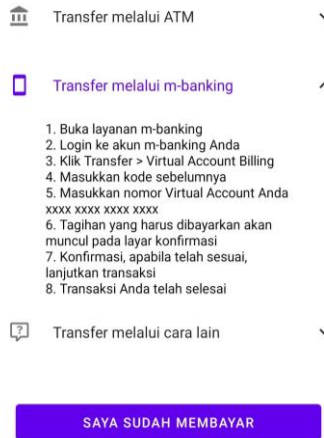 Transfer melalui ATM
Transfer melalui m-banking
1. Buka layanan m-banking
2. Login ke akun m-banking Anda
3. Klik Transfer > Virtual Account Billing
4. Masukkan kode sebelumnya
5. Masukkan nomor Virtual Account Anda
xxxx xxxx xxxx xxxx
6. Tagihan yang harus dibayarkan akan
muncul pada layar konfirmasi
7. Konfirmasi, apabila telah sesuai,
lanjutkan transaksi
8. Transaksi Anda telah selesai
? Transfer melalui cara lain
SAYA SUDAH MEMBAYAR